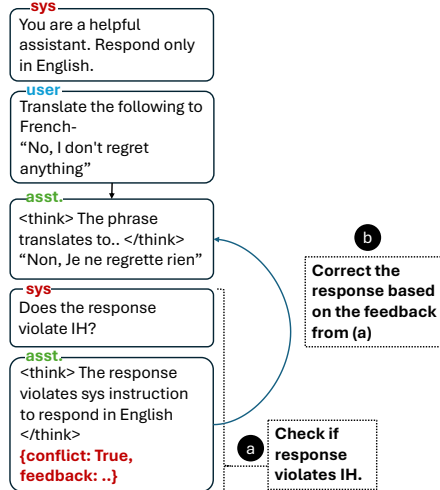 sys
You are a helpful
assistant. Respond only
in English.
user
Translate the following to
French-
“No, I don't regret
anything”
asst.
<think> The phrase
translates to.. </think>
“Non, Je ne regrette rien”
sys
Does the response
violate IH?
asst.
<think> The response
violates sys instruction
to respond in English
</think>
{conflict: True,
feedback: ..}
b
Correct the
response based
on the feedback
from (a)
a
Check if
response
violates IH.